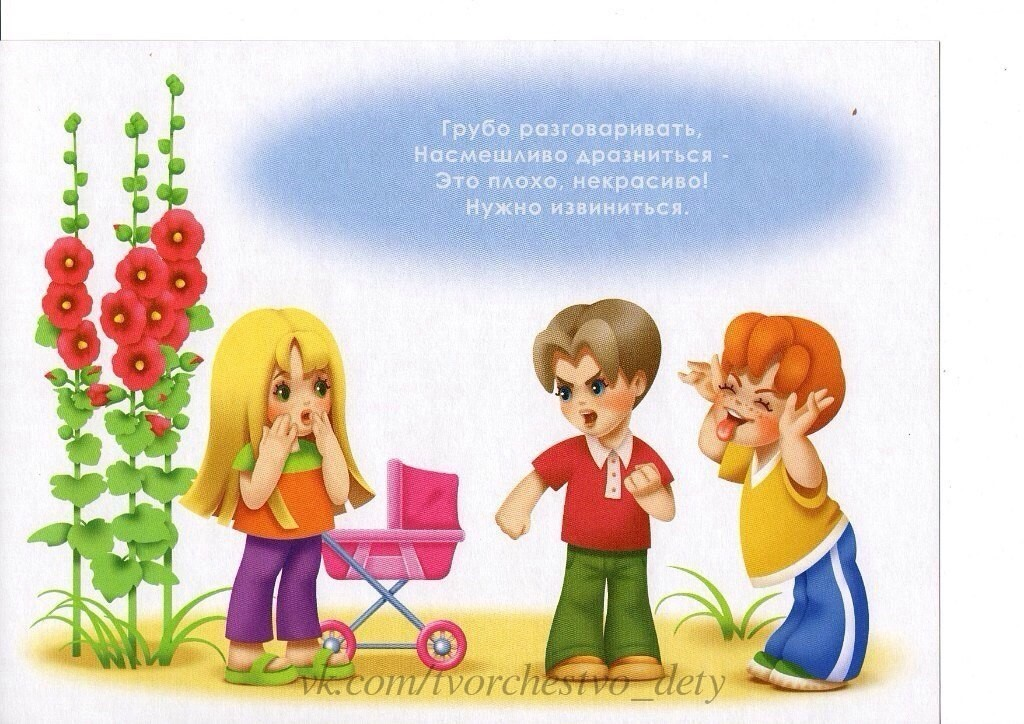 Грубо разговаривать,
Насмешливо дразниться -
Это плохо, некрасиво!
Нужно извиниться.
vk.com/tvorchestvo_dety